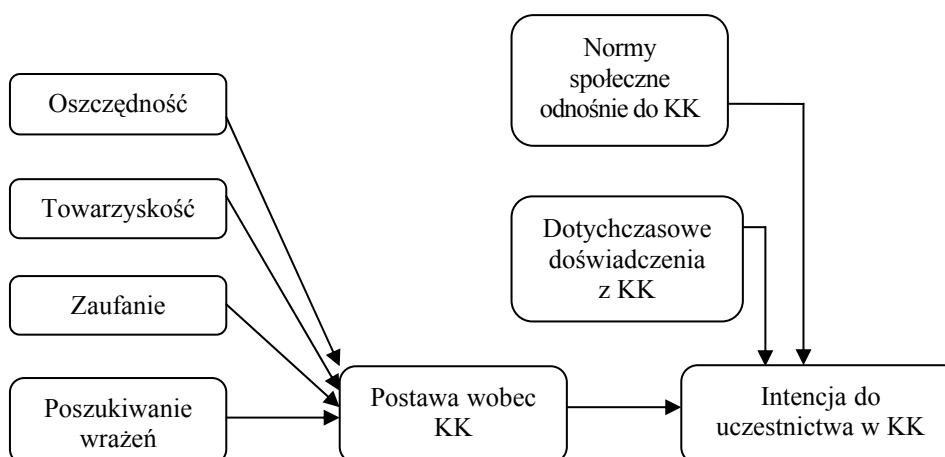 Oszczędność
Towarzyskość
Zaufanie
Poszukiwanie
wrażeń
Postawa wobec
KK
Normy
społeczne
odnośnie do KK
Dotychczasowe
doświadczenia
z KK
Intencja do
uczestnictwa w KK